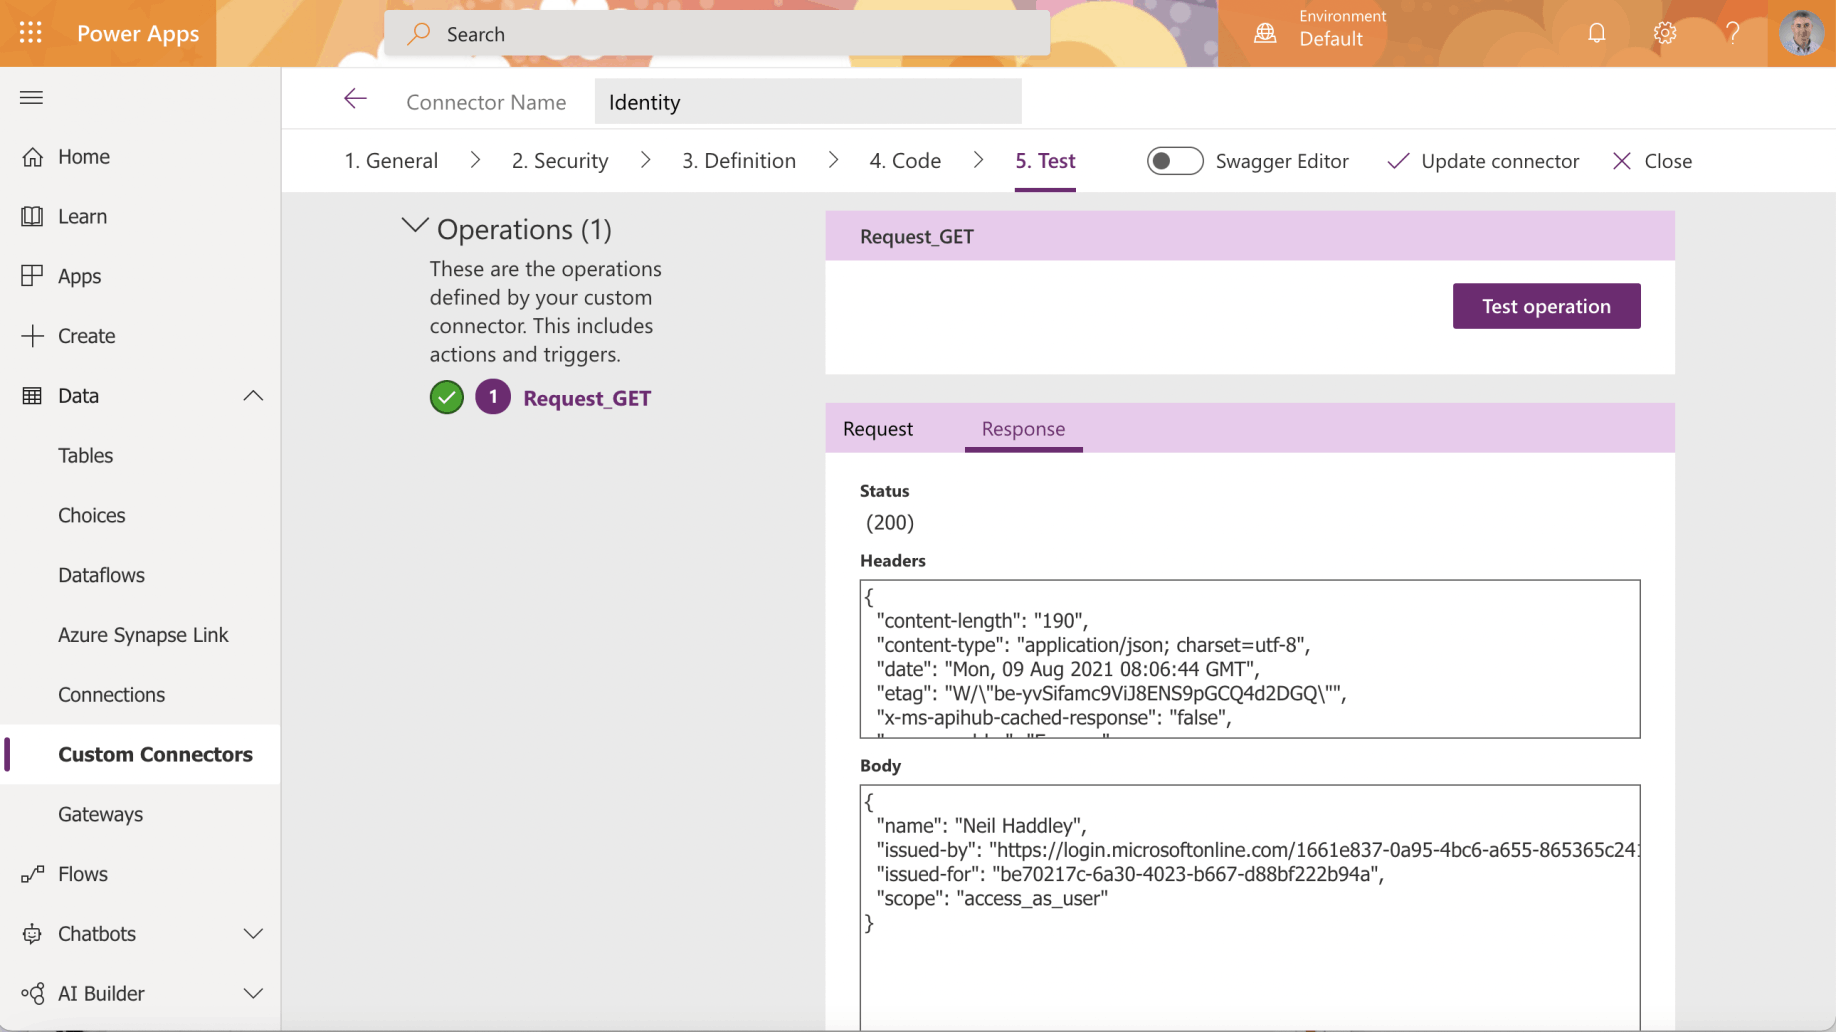 Power Apps
Search
Environment
Default
?
Connector Name
Identity
1. General
2. Security
3. Definition
4. Code
5. Test
Swagger Editor
Update connector
Close
Home
Learn
Apps
Create
Data
Tables
Choices
Dataflows
Azure Synapse Link
Connections
Custom Connectors
Gateways
Flows
Chatbots
AI Builder
Operations (1)
These are the operations
defined by your custom
connector. This includes
actions and triggers.
1 Request_GET
Request_GET
Test operation
Request
Response
Status
(200)
Headers
{
"content-length": "190",
"content-type": "application/json; charset=utf-8",
"date": "Mon, 09 Aug 2021 08:06:44 GMT",
"etag": "W/\"be-yvSifamc9ViJ8ENS9pGCQ4d2DGQ\"",
"x-ms-apihub-cached-response": "false",
Body
{
"name": "Neil Haddley",
"issued-by": "https://login.microsoftonline.com/1661e837-0a95-4bc6-a655-865365c24
"issued-for": "be70217c-6a30-4023-b667-d88bf222b94a",
"scope": "access_as_user"
}